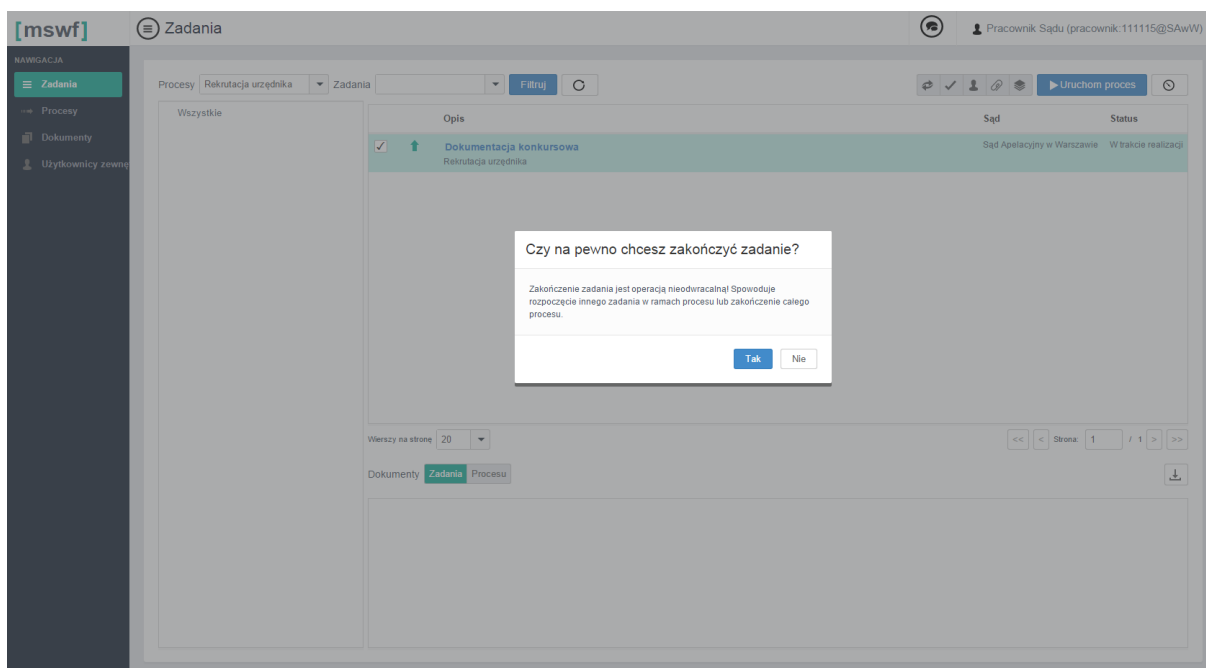 [mswf]
Zadania
Pracownik Sądu (pracownik:111115@SAwW)
NAWIGACJA
Zadania
Procesy
Dokumenty
Użytkownicy zewnę
Procesy Rekrutacja urzędnika Zadania Filtruj Uruchom proces
Wszystkie
Opis Sąd Status
Dokumentacja konkursowa Sąd Apelacyjny w Warszawie W trakcie realizacji
Rekrutacja urzędnika
Czy na pewno chcesz zakończyć zadanie?
Zakończenie zadania jest operacją nieodwracalną! Spowoduje
rozpoczęcie innego zadania w ramach procesu lub zakończenie całego
procesu.
Tak Nie
Wierszy na stronę 20 << < Strona: 1 / 1 > >>
Dokumenty Zadania Procesu